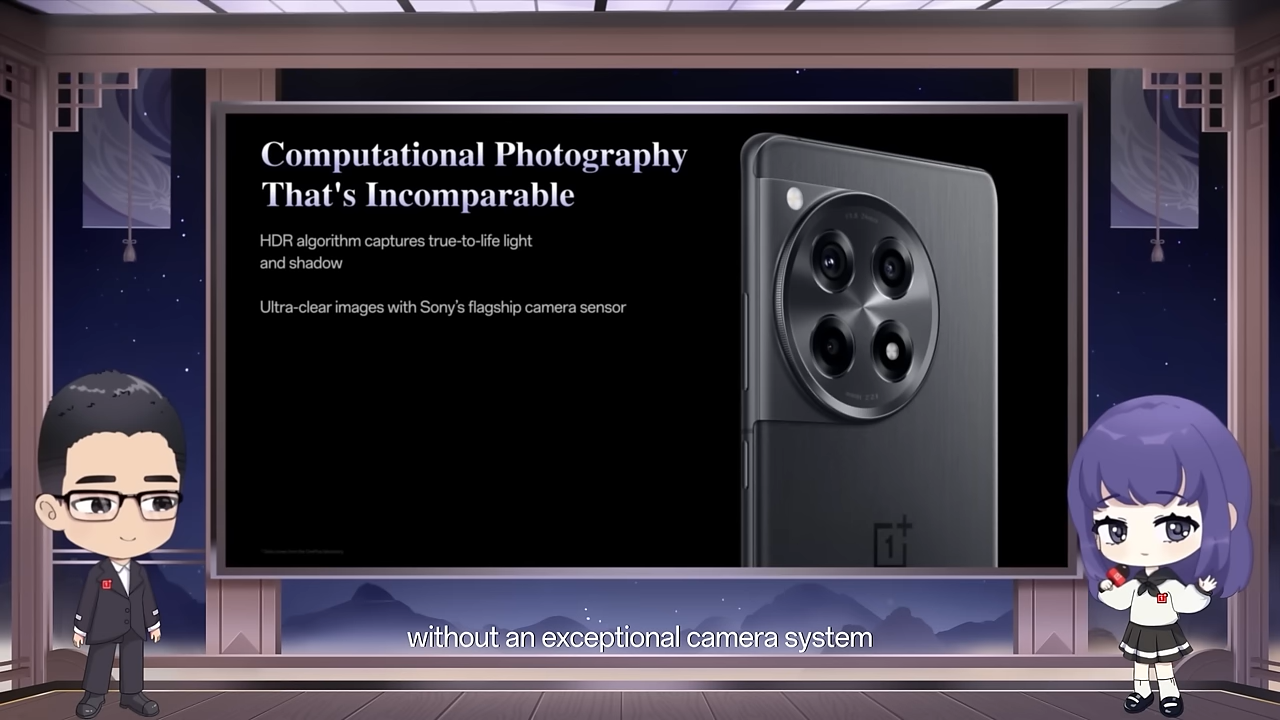 Computational Photography
That's Incomparable
HDR algorithm captures true-to-life light
and shadow
Ultra-clear images with Sony's flagship camera sensor
without an exceptional camera system